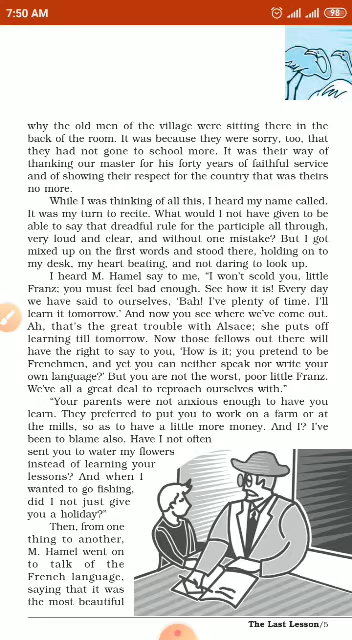 7:50 AM
98
why the old men of the village were sitting there in the
back of the room. It was because they were sorry, too, that
they had not gone to school more. It was their way of
thanking our master for his forty years of faithful service
and of showing their respect for the country that was theirs
no more.
While I was thinking of all this, I heard my name called.
It was my turn to recite. What would I not have given to be
able to say that dreadful rule for the participle all through,
very loud and clear, and without one mistake? But I got
mixed up on the first words and stood there, holding on to
my desk, my heart beating, and not daring to look up.
I heard M. Hamel say to me, “I won't scold you, little
Franz; you must feel bad enough. See how it is! Every day
we have said to ourselves, ‘Bah! I've plenty of time. I'll
learn it tomorrow.’ And now you see where we've come out.
Ah, that's the great trouble with Alsace; she puts off
learning till tomorrow. Now those fellows out there will
have the right to say to you, ‘How is it; you pretend to be
Frenchmen, and yet you can neither speak nor write your
own language?’ But you are not the worst, poor little Franz.
We've all a great deal to reproach ourselves with.”
“Your parents were not anxious enough to have you
learn. They preferred to put you to work on a farm or at
the mills, so as to have a little more money. And I? I've
been to blame also. Have I not often
sent you to water my flowers
instead of learning your
lessons? And when I
wanted to go fishing,
did I not just give
you a holiday?”
Then, from one
thing to another,
M. Hamel went on
to talk of the
French language,
saying that it was
the most beautiful
The Last Lesson/5